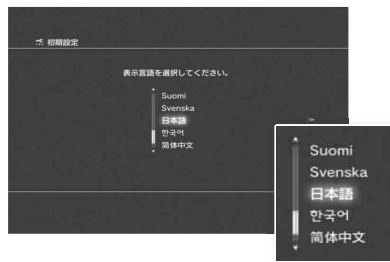 初期設定
表示言語を選択してください。
Suomi
Svenska
日本語
한국어
简体中文
Suomi
Svenska
日本語
한국어
简体中文